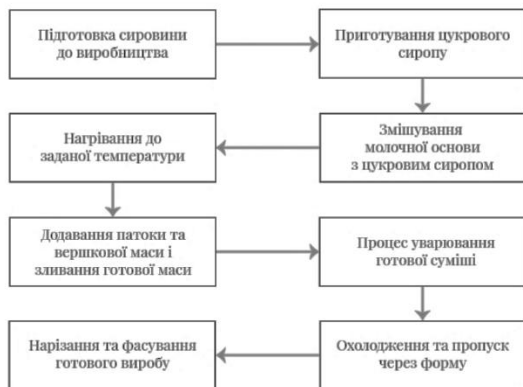 Підготовка сировини
до виробництва
Приготування цукрового
сиропу
Змішування
молочної основи
з цукровим сиропом
Нагрівання до
заданої температури
Додавання патоки та
вершкової маси і
зливання готової маси
Процес уварювання
готової суміші
Охолодження та пропуск
через форму
Нарізання та фасування
готового виробу